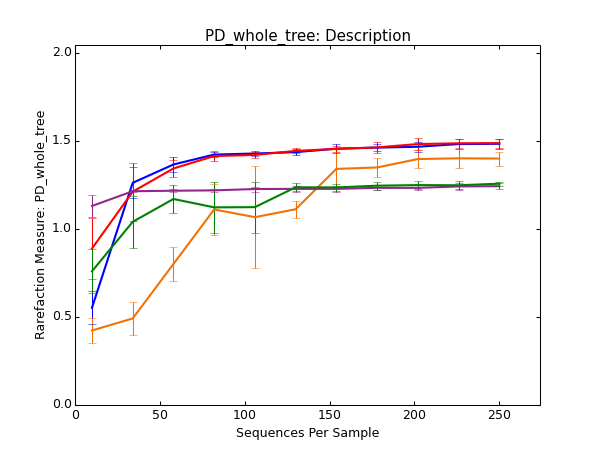 PD_whole_tree: Description
2.0
1.5
1.0
0.5
0.0
Rarefaction Measure: PD_whole_tree
0 50 100 150 200 250
Sequences Per Sample